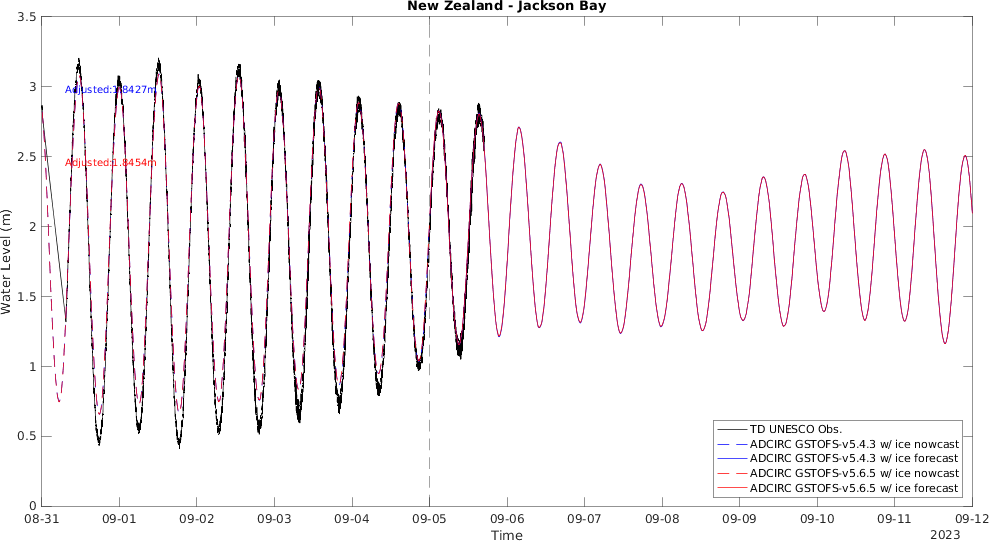 New Zealand - Jackson Bay
3.5
3
2.5
2
1.5
1
0.5
0
Water Level (m)
Adjusted:1.8427m
Adjusted:1.8454m
TD UNESCO Obs.
ADCIRC GSTOFS-v5.4.3 w/ ice nowcast
ADCIRC GSTOFS-v5.4.3 w/ ice forecast
ADCIRC GSTOFS-v5.6.5 w/ ice nowcast
ADCIRC GSTOFS-v5.6.5 w/ ice forecast
08-31 09-01 09-02 09-03 09-04 09-05 09-06 09-07 09-08 09-09 09-10 09-11 09-12
Time
2023